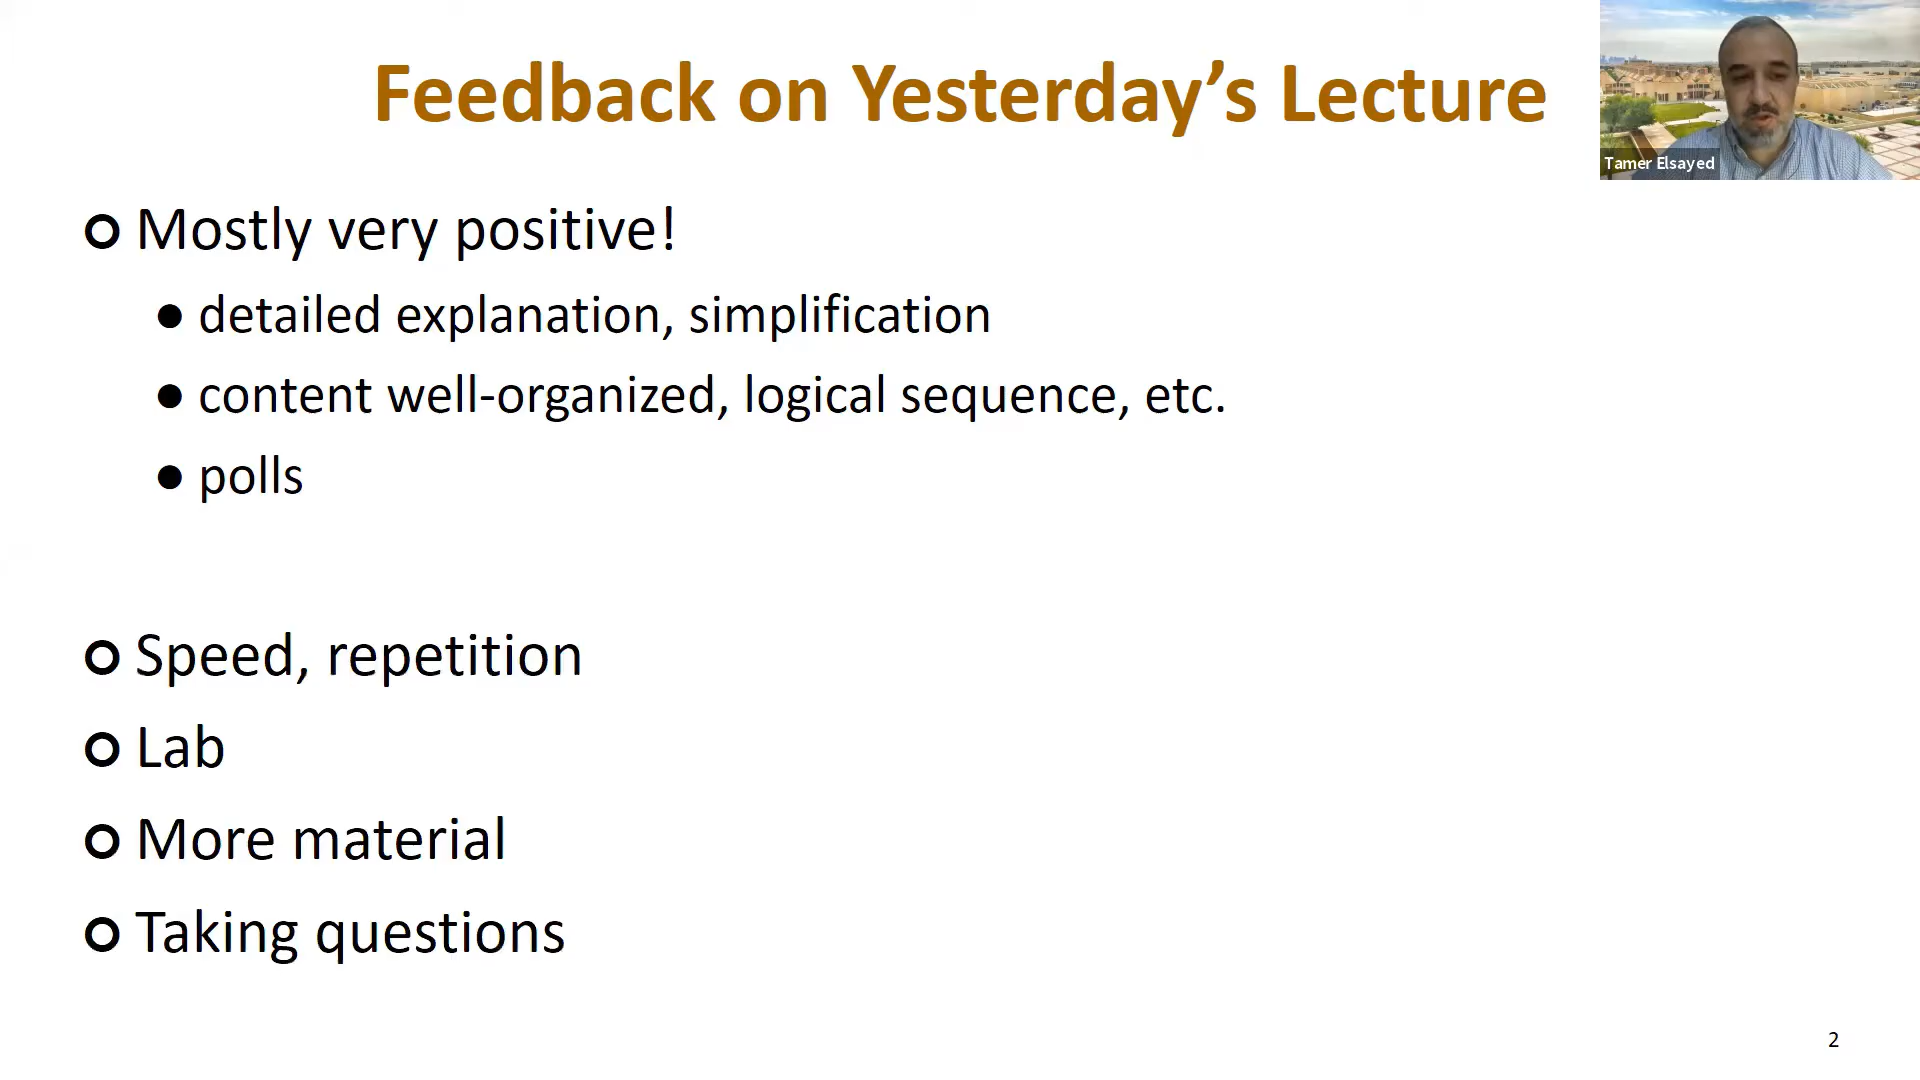 Feedback on Yesterday’s Lecture
Tamer Elsayed
Mostly very positive!
detailed explanation, simplification
content well-organized, logical sequence, etc.
polls
Speed, repetition
Lab
More material
Taking questions
2